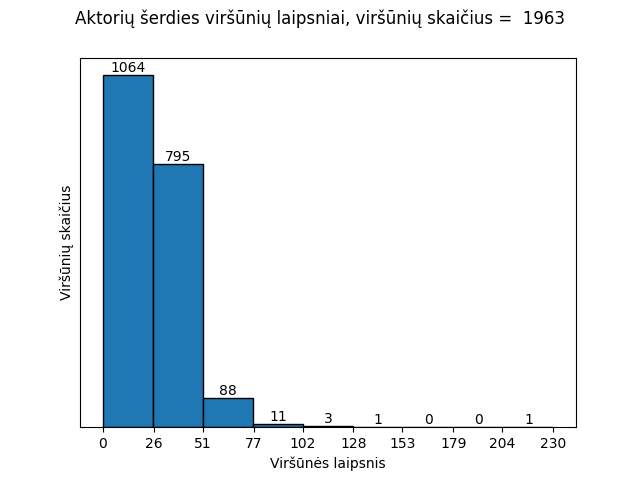 Aktorių šerdies viršūnių laipsniai, viršūnių skaičius =  1963
1064
795
88
11
3
1
0
0
1
Viršūnių skaičius
0 26 51 77 102 128 153 179 204 230
Viršūnės laipsnis